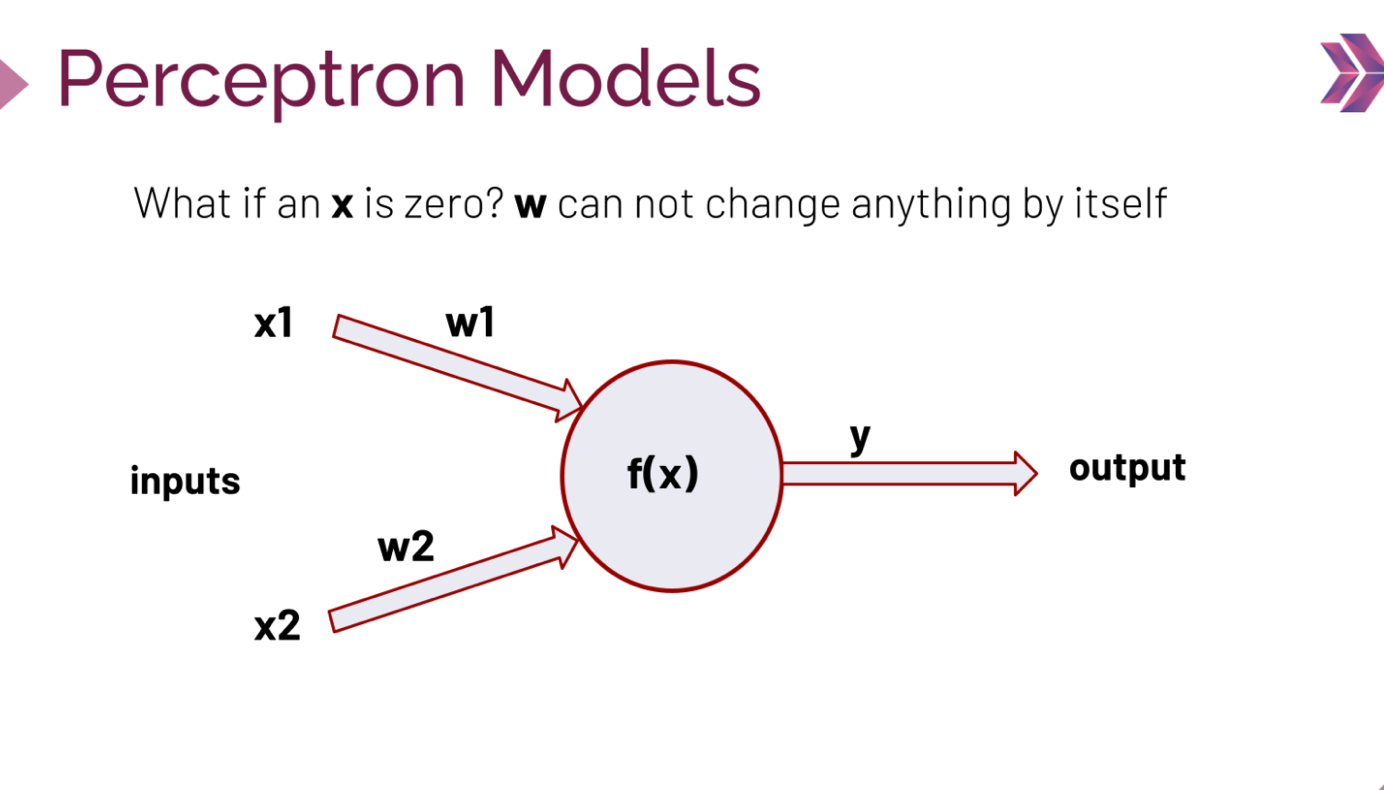 Perceptron Models
What if an x is zero? w can not change anything by itself
x1
w1
y
f(x)
output
inputs
w2
x2